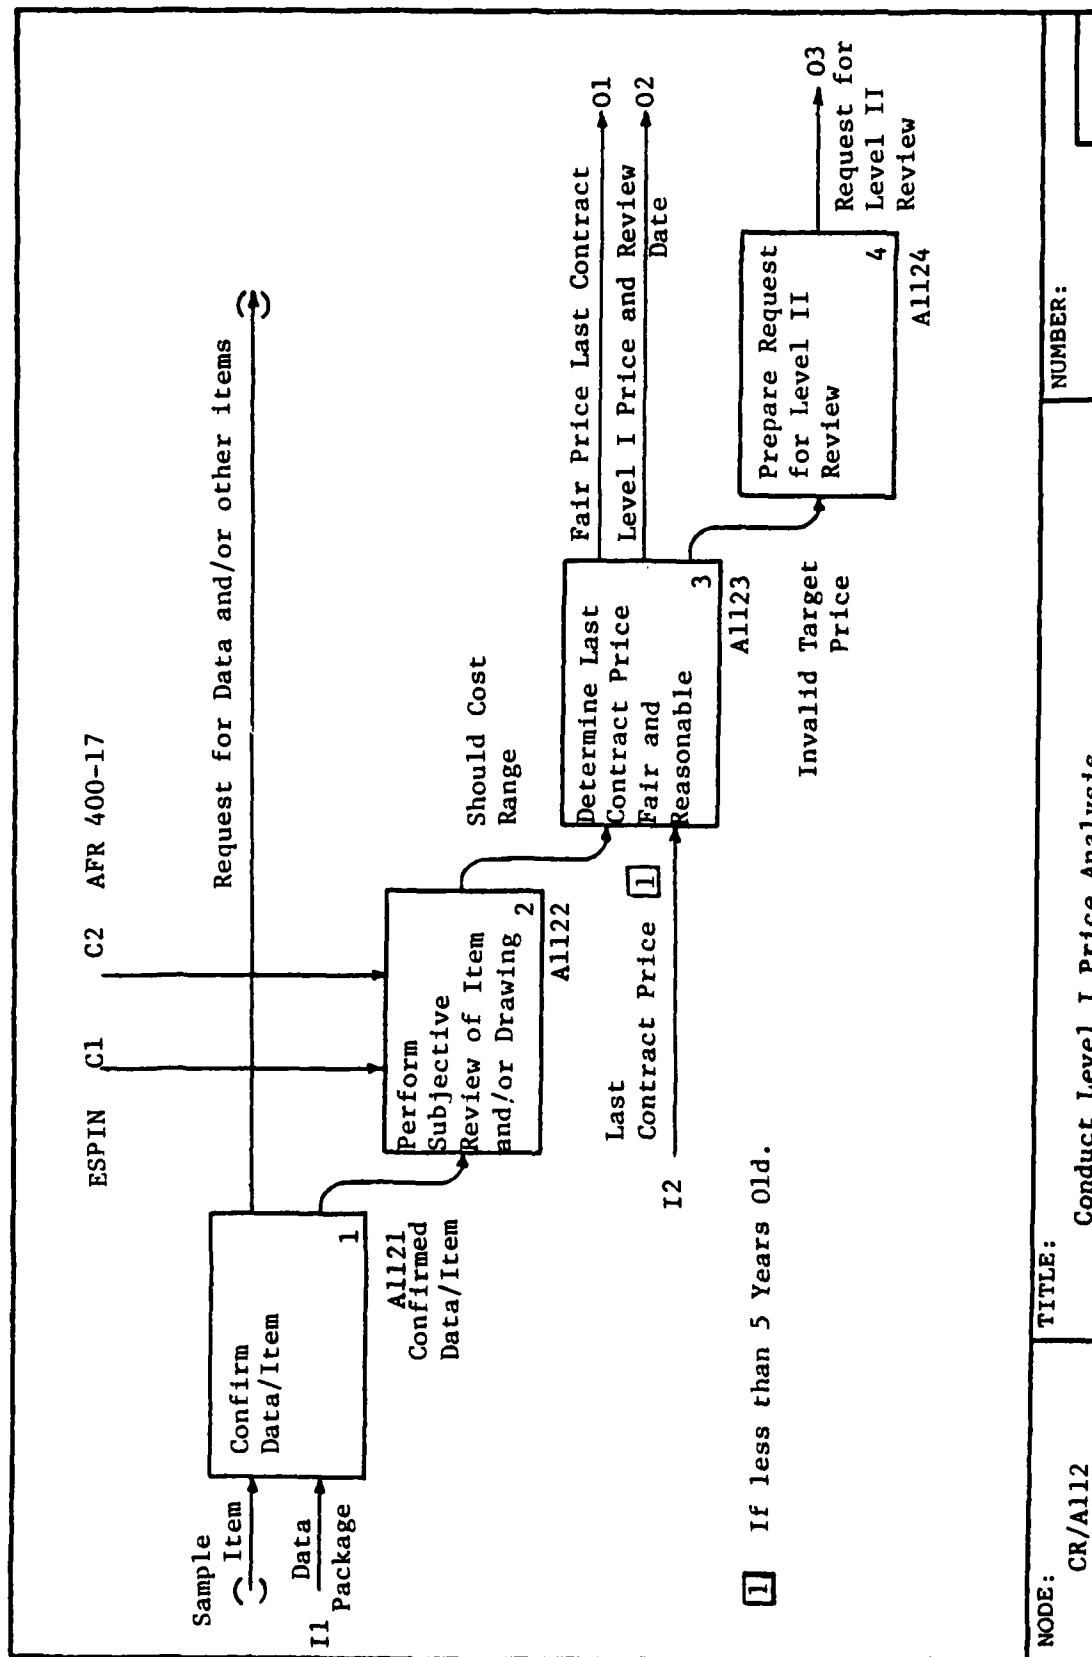 ESPIN C1 C2 AFR 400-17
Request for Data and/or other items
Sample
Item
I1
Data
Package
Confirm
Data/Item
1
A1121
Confirmed
Data/Item
Perform
Subjective
Review of Item
and/or Drawing
2
A1122
Should Cost
Range
Last
Contract Price 1
I2
Determine Last
Contract Price
Fair and
Reasonable
3
A1123
Fair Price Last Contract
O1
Level I Price and Review
Date
O2
Invalid Target
Price
Prepare Request
for Level II
Review
4
A1124
O3
Request for
Level II
Review
1 If less than 5 Years Old.
NODE:
CR/A112
TITLE:
Conduct Level I Price Analysis
NUMBER: